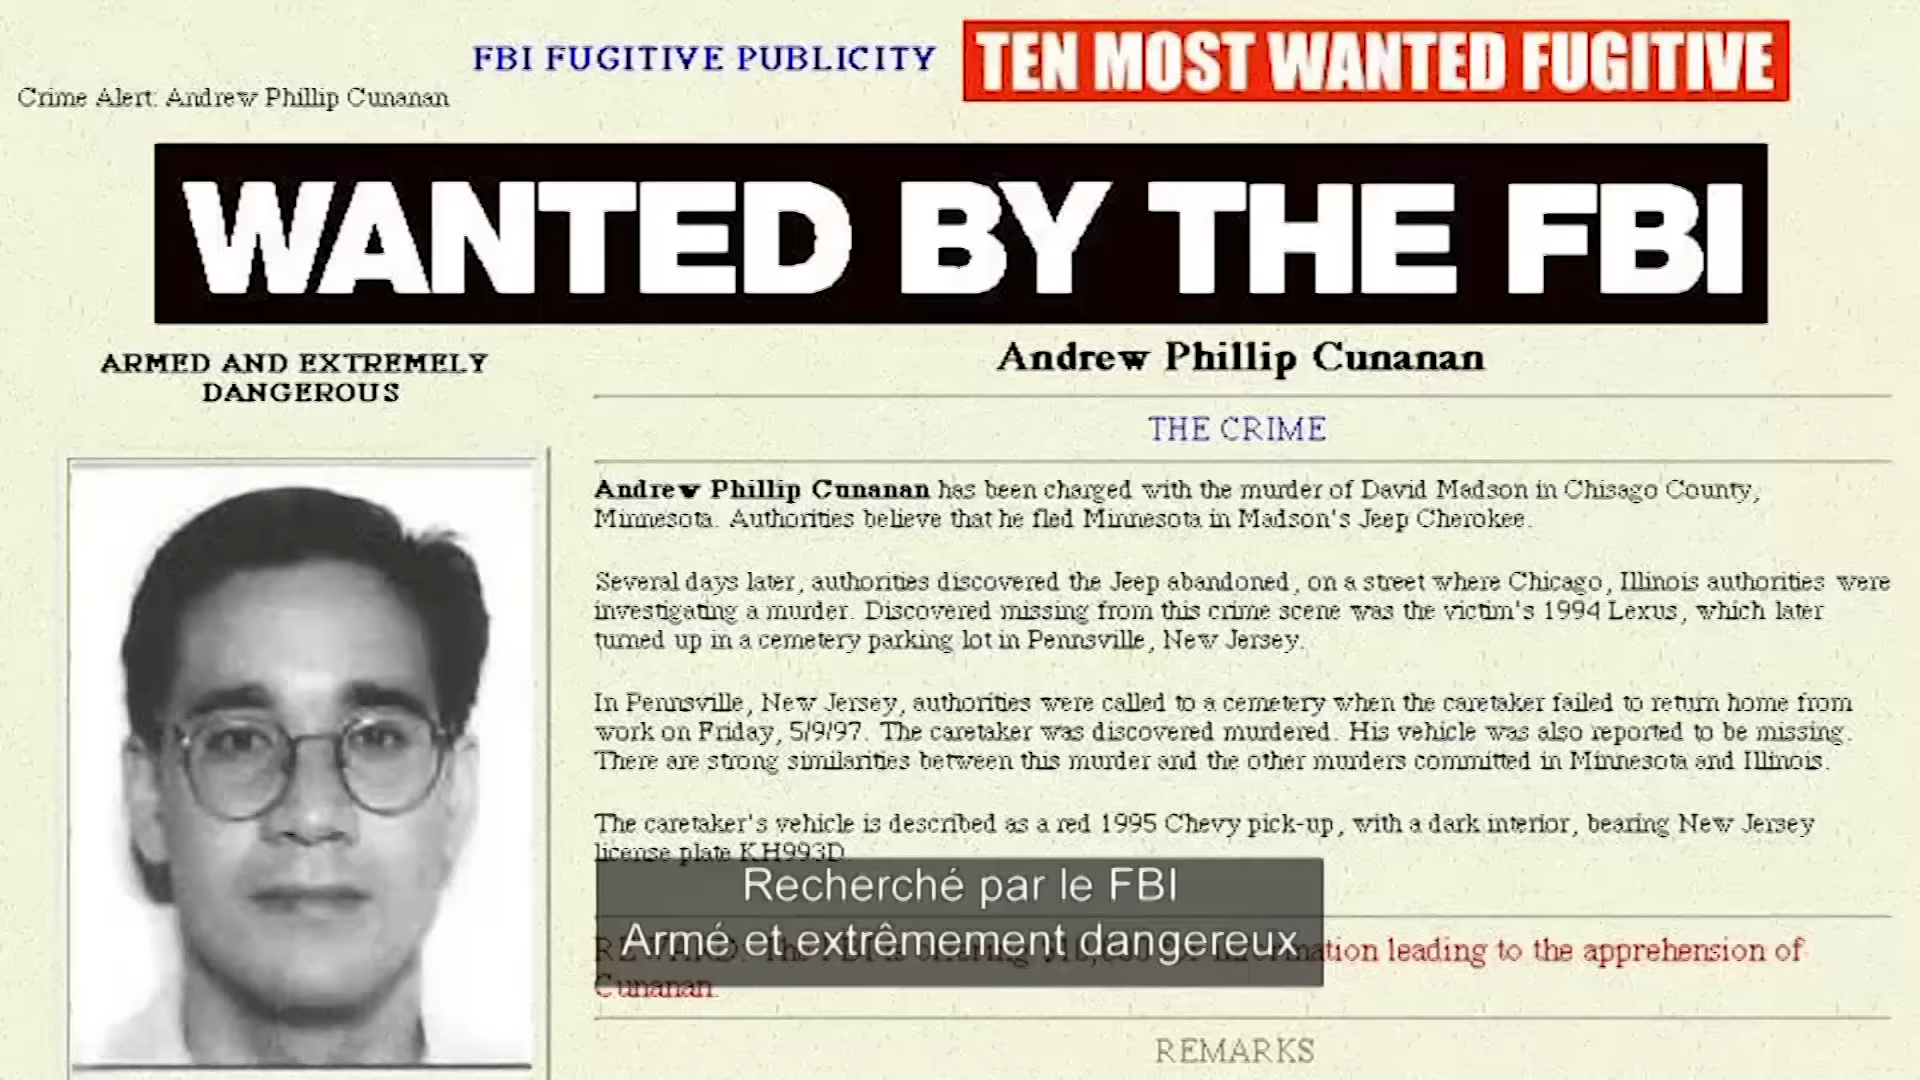 FBI FUGITIVE PUBLICITY
TEN MOST WANTED FUGITIVE
Crime Alert: Andrew Phillip Cunanan
WANTED BY THE FBI
ARMED AND EXTREMELY
DANGEROUS
Andrew Phillip Cunanan
THE CRIME
Andrew Phillip Cunanan has been charged with the murder of David Madson in Chisago County,
Minnesota. Authorities believe that he fled Minnesota in Madson's Jeep Cherokee.
Several days later, authorities discovered the Jeep abandoned, on a street where Chicago, Illinois authorities were
investigating a murder. Discovered missing from this crime scene was the victim's 1994 Lexus, which later
turned up in a cemetery parking lot in Pennsville, New Jersey.
In Pennsville, New Jersey, authorities were called to a cemetery when the caretaker failed to return home from
work on Friday, 5/9/97. The caretaker was discovered murdered. His vehicle was also reported to be missing.
There are strong similarities between this murder and the other murders committed in Minnesota and Illinois.
The caretaker's vehicle is described as a red 1995 Chevy pick-up, with a dark interior, bearing New Jersey
license plate KH993D.
Recherché par le FBI
Armé et extrêmement dangereux
leading to the apprehension of
Cunanan.
REMARKS